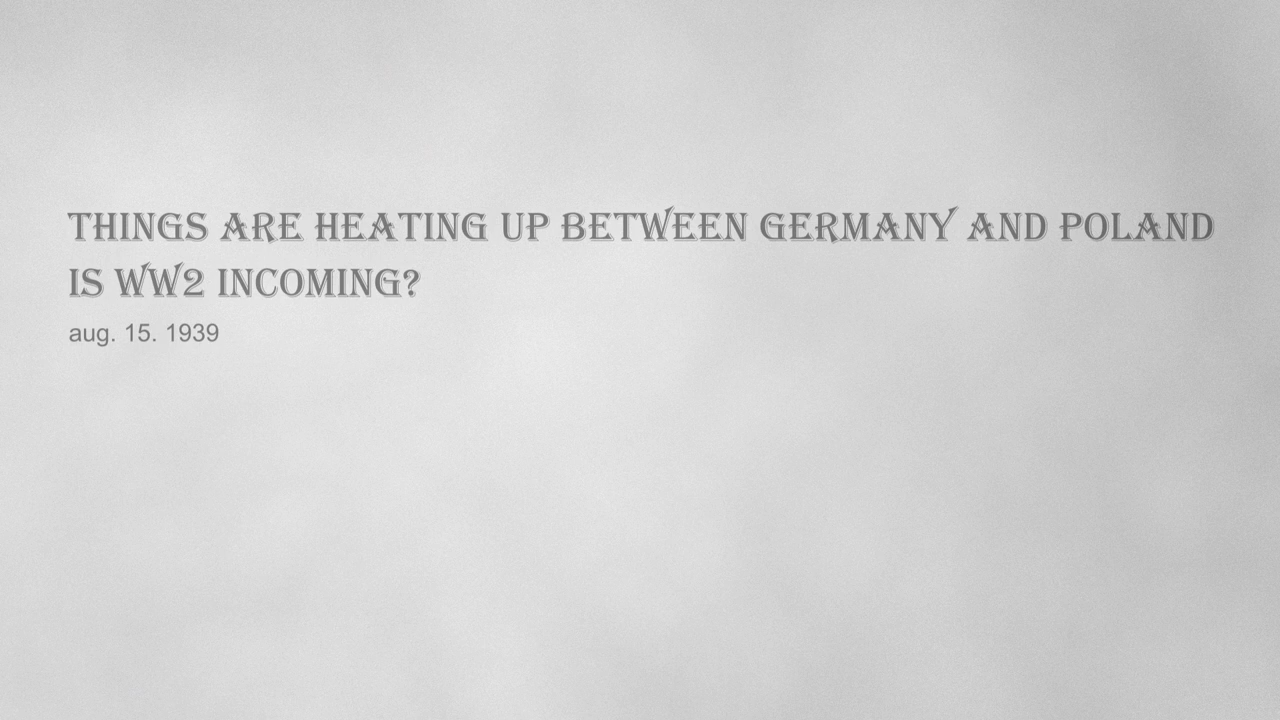 THINGS ARE HEATING UP BETWEEN GERMANY AND POLAND
IS WW2 INCOMING?
aug. 15. 1939